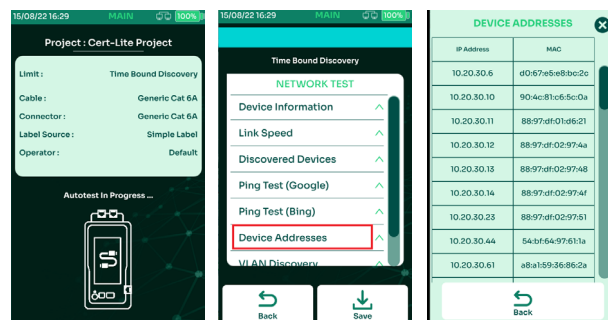 15/08/22 16:29 MAIN 100%
Project : Cert-Lite Project
Limit : Time Bound Discovery
Cable : Generic Cat 6A
Connector : Generic Cat 6A
Label Source : Simple Label
Operator : Default
Autotest In Progress ...
15/08/22 16:29 MAIN 100%
Time Bound Discovery
NETWORK TEST
Device Information
Link Speed
Discovered Devices
Ping Test (Google)
Ping Test (Bing)
Device Addresses
VLAN Discovery
Back Save
DEVICE ADDRESSES
IP Address MAC
10.20.30.6 d0:67:e5:e8:bc:2c
10.20.30.10 90:4c:81:c6:5c:0a
10.20.30.11 88:97:df:01:d6:21
10.20.30.12 88:97:df:02:97:4a
10.20.30.13 88:97:df:02:97:48
10.20.30.14 88:97:df:02:97:4f
10.20.30.23 88:97:df:02:97:51
10.20.30.44 54:bf:64:97:61:1a
10.20.30.61 a8:a1:59:36:86:2a
Back